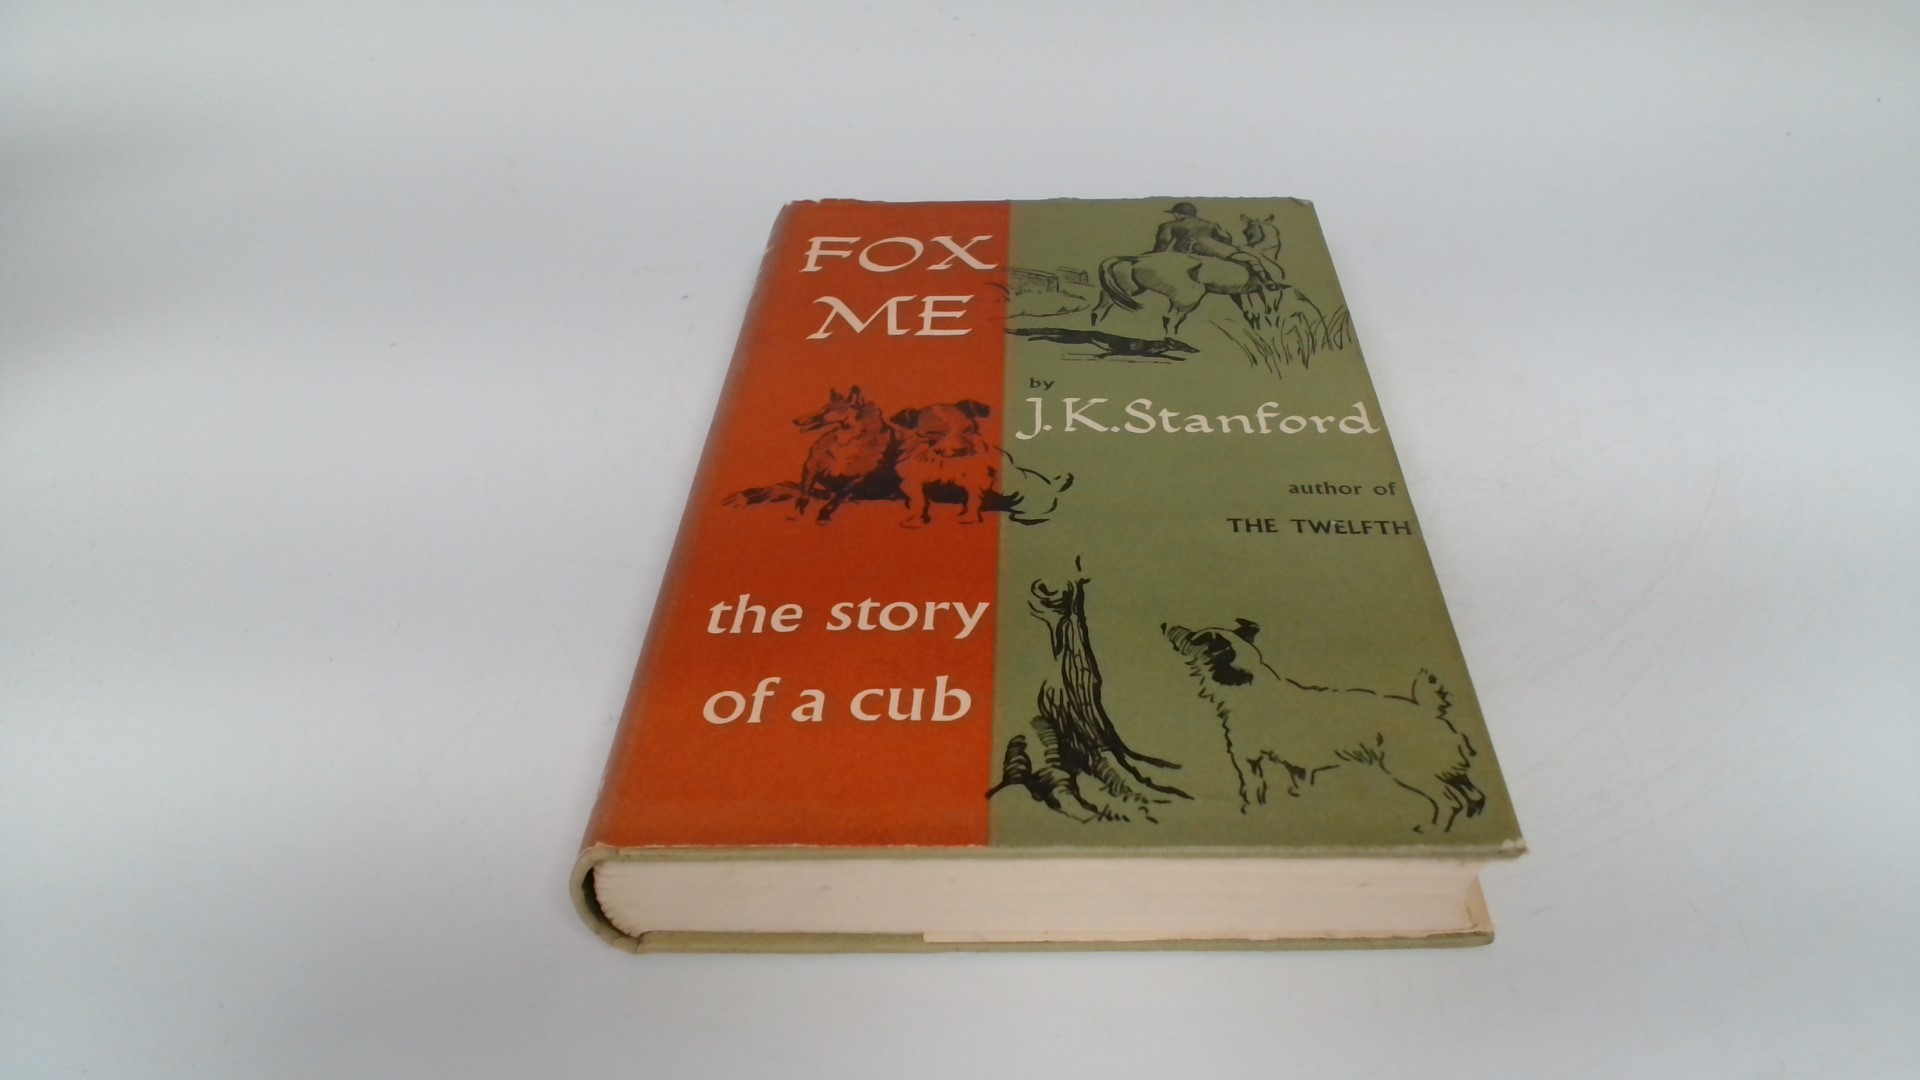 FOX
ME
by
J. K. Stanford
author of
THE TWELFTH
the story
of a cub